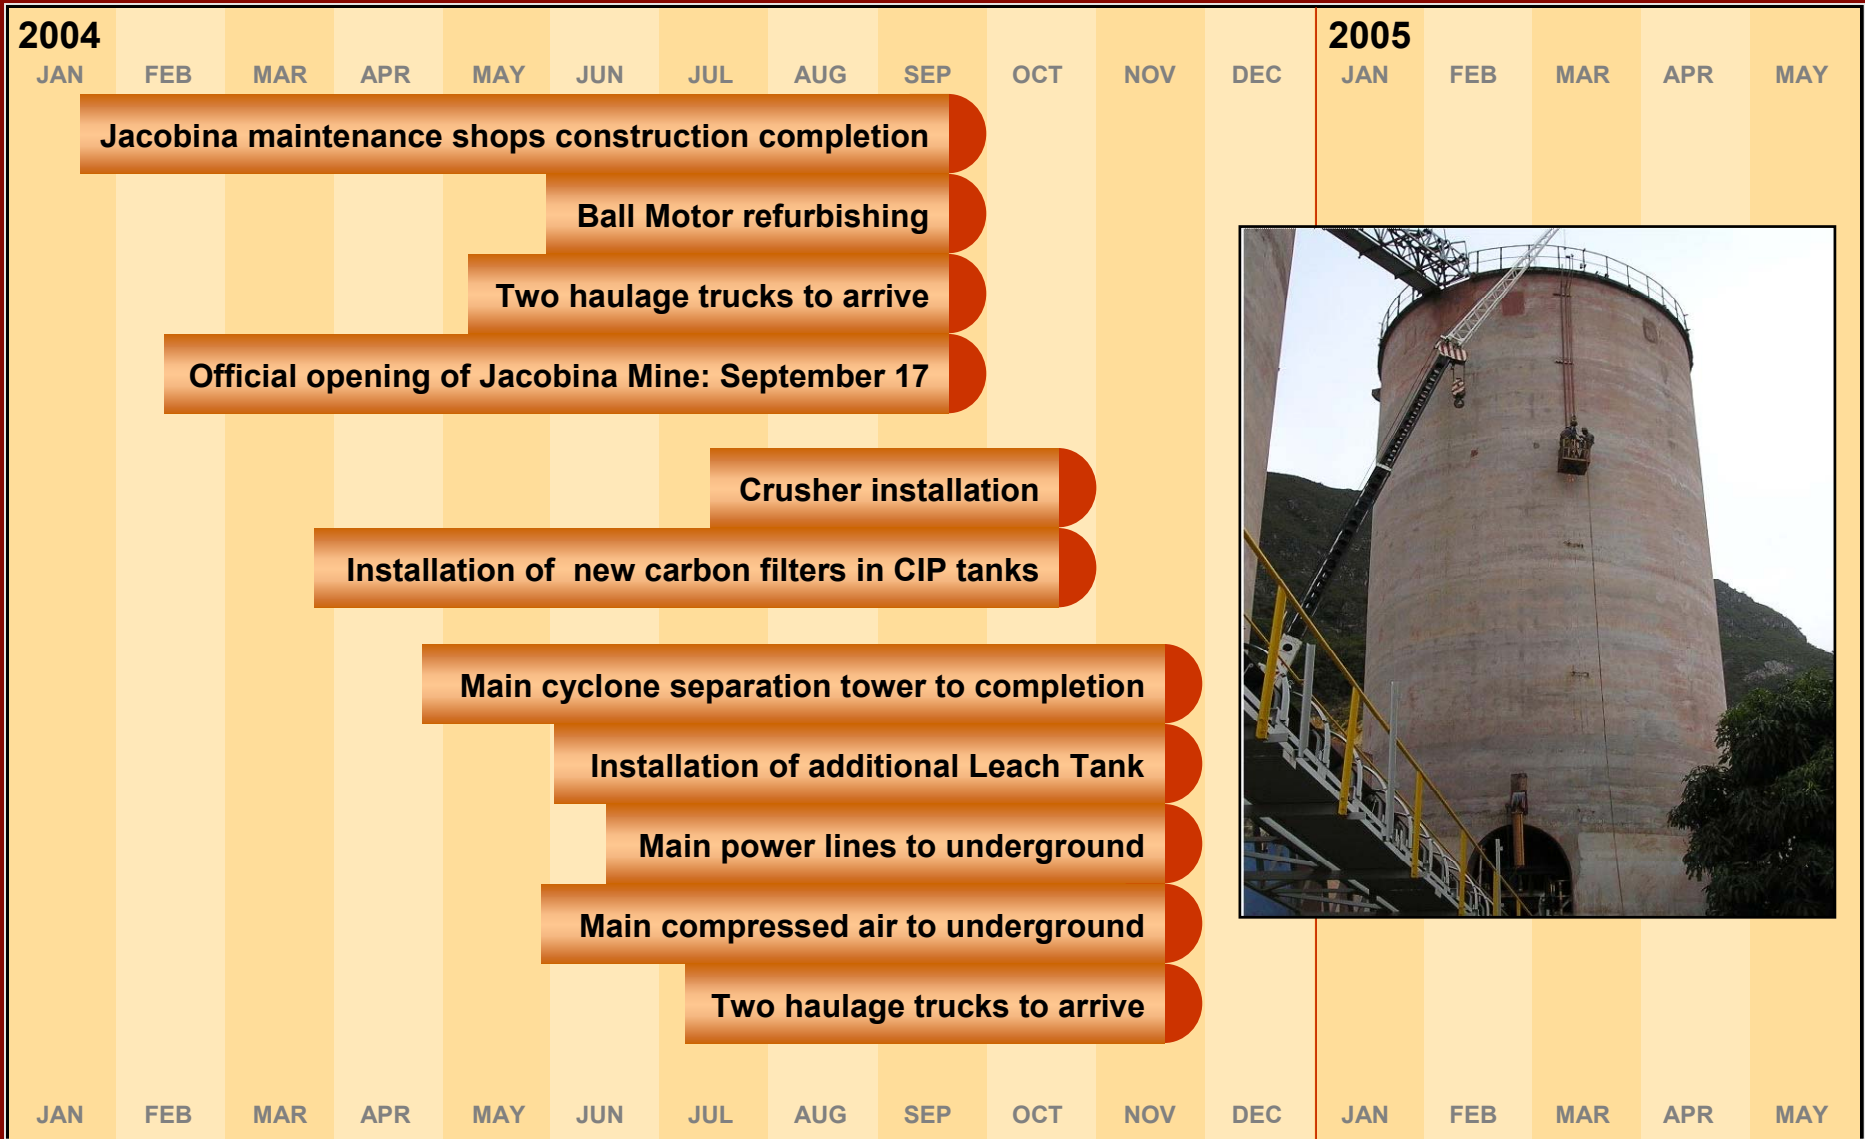 2004 2005
JAN FEB MAR APR MAY JUN JUL AUG SEP OCT NOV DEC JAN FEB MAR APR MAY
Jacobina maintenance shops construction completion
Ball Motor refurbishing
Two haulage trucks to arrive
Official opening of Jacobina Mine: September 17
Crusher installation
Installation of  new carbon filters in CIP tanks
Main cyclone separation tower to completion
Installation of additional Leach Tank
Main power lines to underground
Main compressed air to underground
Two haulage trucks to arrive
JAN FEB MAR APR MAY JUN JUL AUG SEP OCT NOV DEC JAN FEB MAR APR MAY